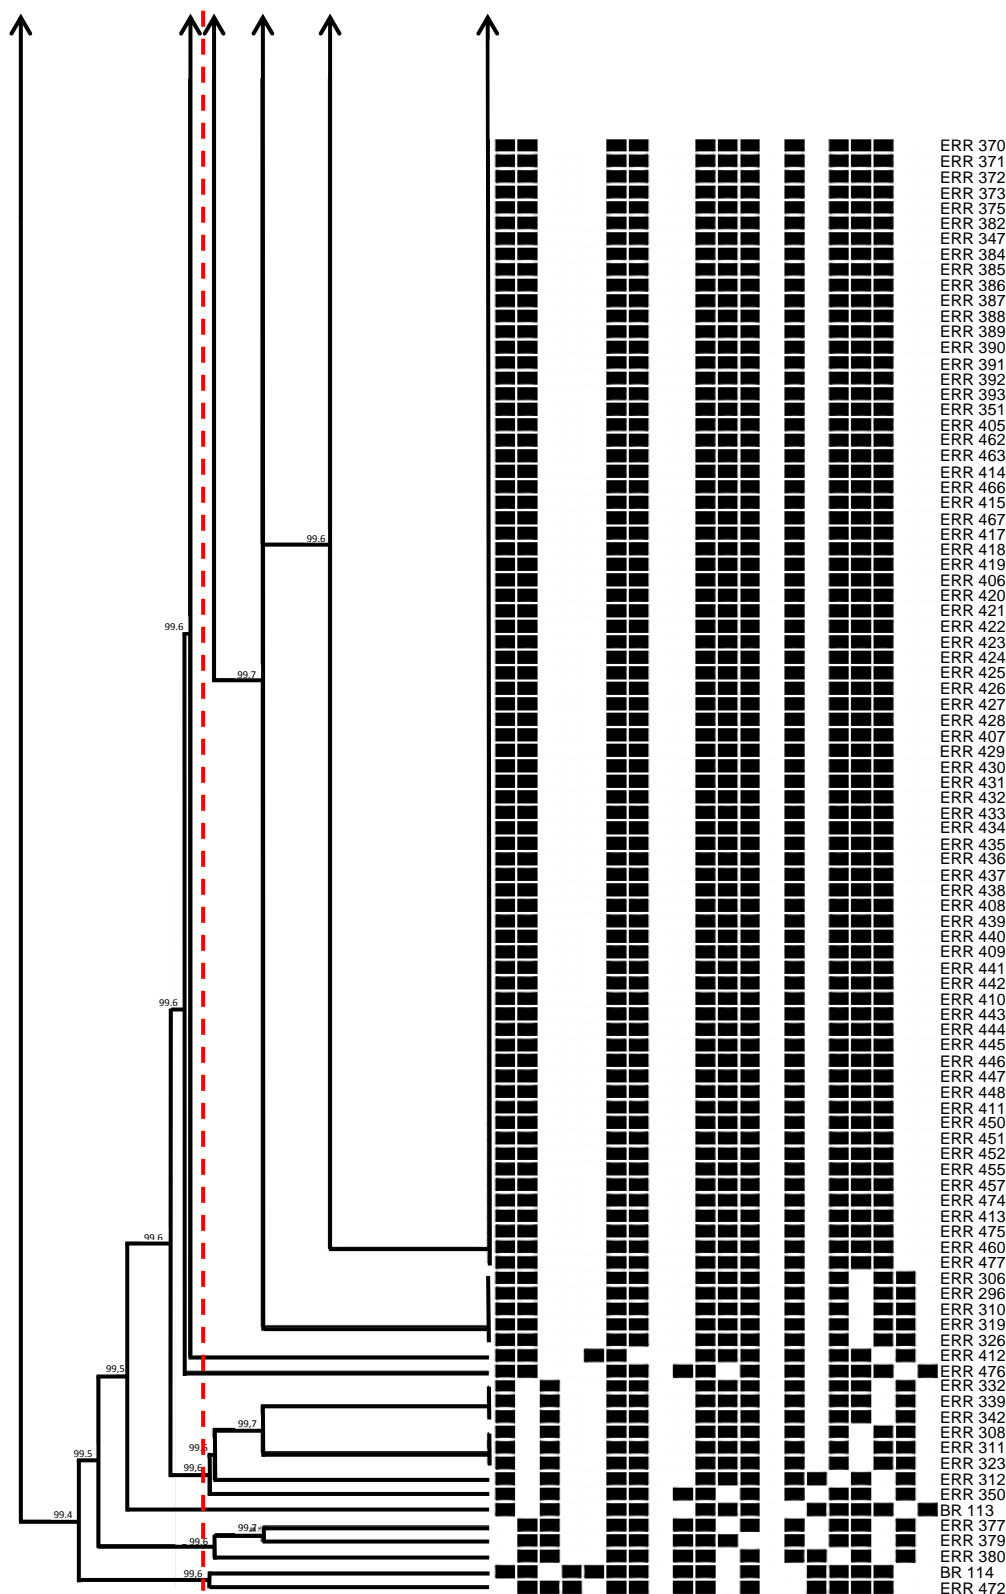 ERR 370
ERR 371
ERR 372
ERR 373
ERR 375
ERR 382
ERR 347
ERR 384
ERR 385
ERR 386
ERR 387
ERR 388
ERR 389
ERR 390
ERR 391
ERR 392
ERR 393
ERR 351
ERR 405
ERR 462
ERR 463
ERR 414
ERR 466
ERR 415
ERR 467
ERR 417
ERR 418
99.6
ERR 419
ERR 406
ERR 420
ERR 421
99.6
ERR 422
ERR 423
ERR 424
99.7
ERR 425
ERR 426
ERR 427
ERR 428
ERR 407
ERR 429
ERR 430
ERR 431
ERR 432
ERR 433
ERR 434
ERR 435
ERR 436
ERR 437
ERR 438
ERR 408
ERR 439
ERR 440
ERR 409
ERR 441
ERR 442
99.6
ERR 410
ERR 443
ERR 444
ERR 445
ERR 446
ERR 447
ERR 448
ERR 411
ERR 450
ERR 451
ERR 452
ERR 455
ERR 457
ERR 474
ERR 413
ERR 475
99.6
ERR 460
ERR 477
ERR 306
ERR 296
ERR 310
ERR 319
ERR 326
ERR 412
99,5
ERR 476
ERR 332
ERR 339
ERR 342
99,7
ERR 308
99.5
ERR 311
ERR 323
99,6
ERR 312
ERR 350
99.4
BR 113
ERR 377
ERR 379
99.6
ERR 380
99,6
BR 114
ERR 472